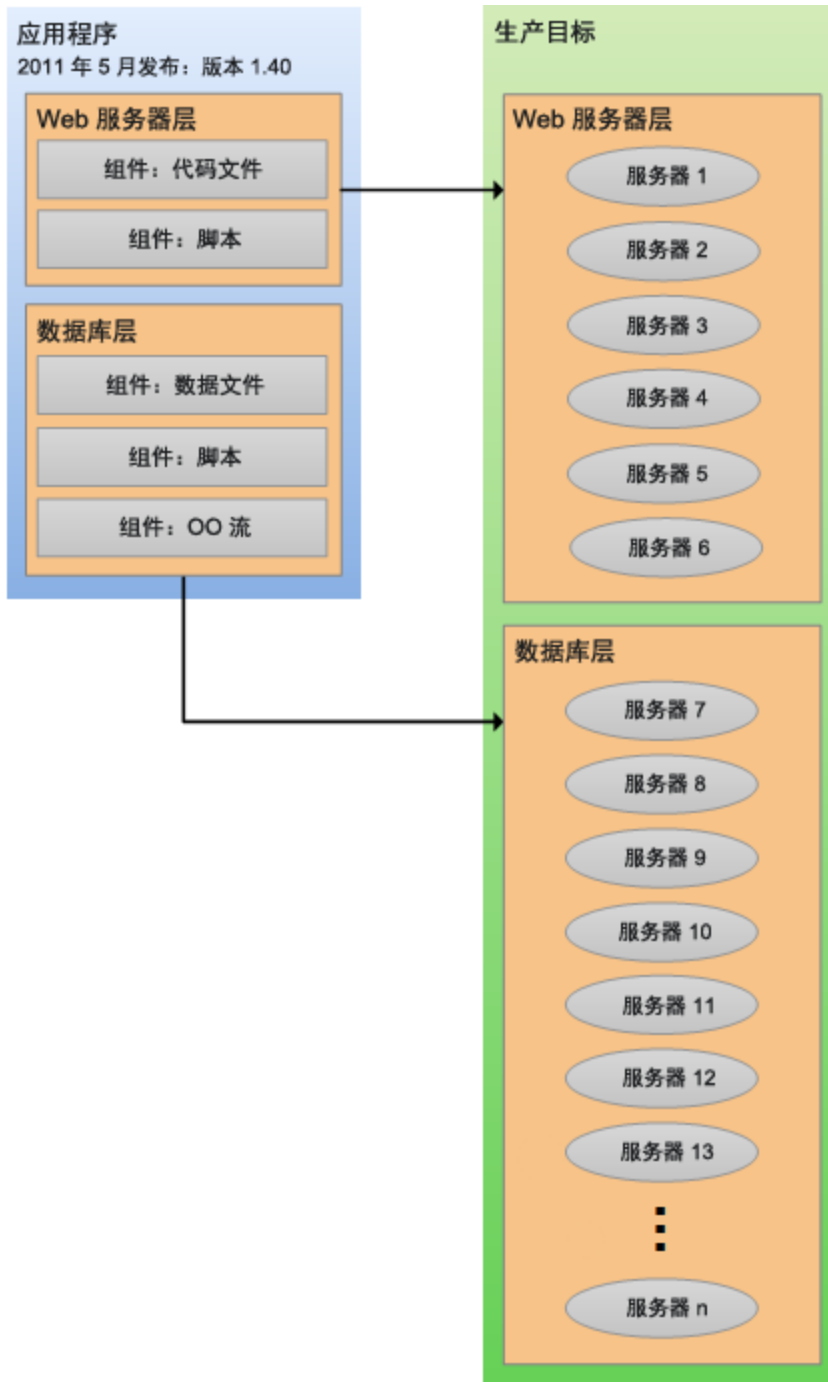 应用程序
2011 年 5 月发布：版本 1.40
Web 服务器层
组件：代码文件
组件：脚本
数据库层
组件：数据文件
组件：脚本
组件：OO 流
生产目标
Web 服务器层
服务器 1
服务器 2
服务器 3
服务器 4
服务器 5
服务器 6
数据库层
服务器 7
服务器 8
服务器 9
服务器 10
服务器 11
服务器 12
服务器 13
服务器 n